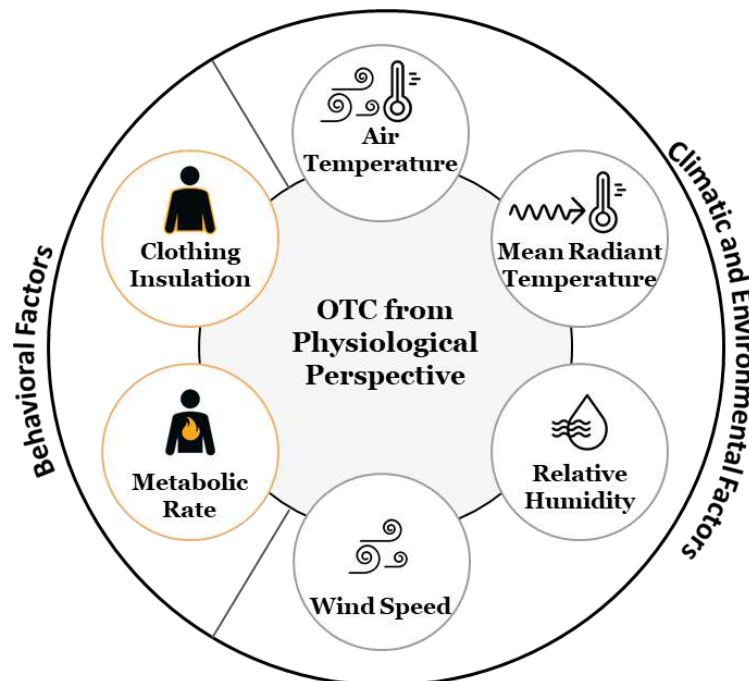 Air
Temperature
Clothing
Insulation
Mean Radiant
Temperature
OTC from
Physiological
Perspective
Metabolic
Rate
Relative
Humidity
Wind Speed
Behavioral Factors
Climatic and Environmental Factors